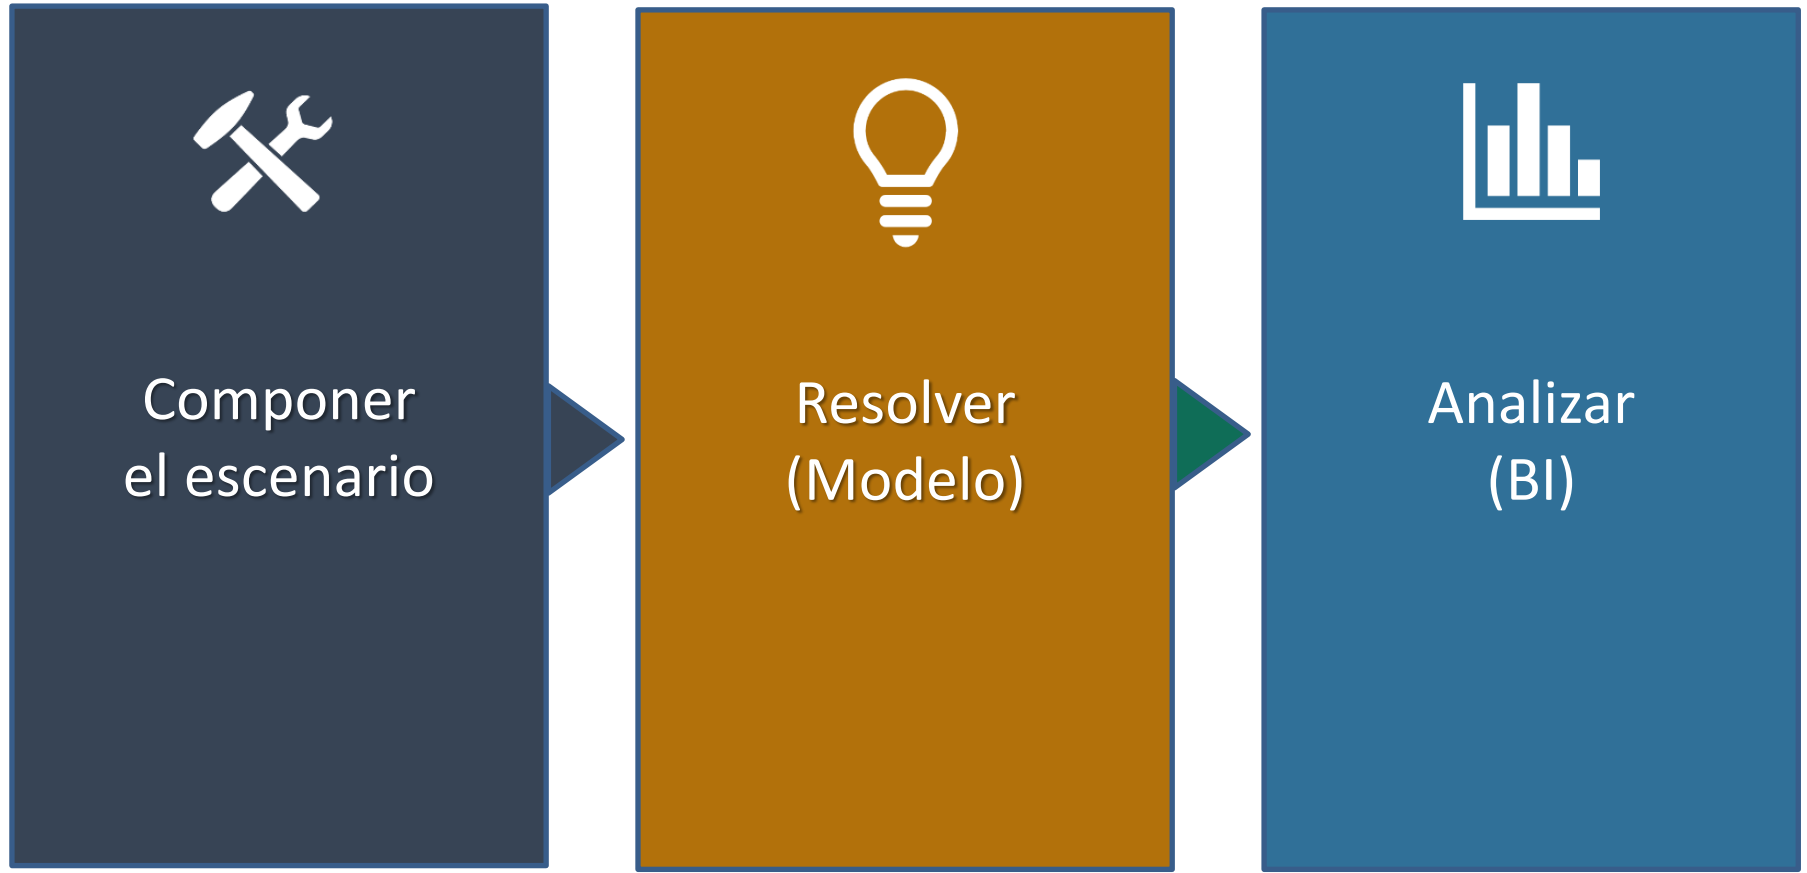 Componer
el escenario
Resolver
(Modelo)
Analizar
(BI)